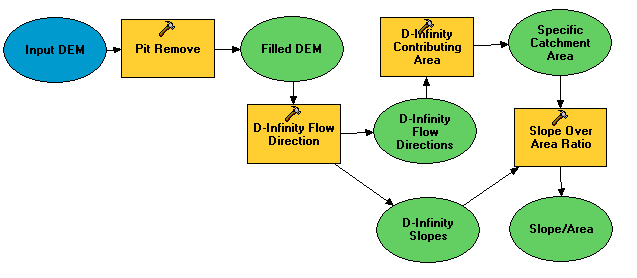 Input DEM
Pit Remove
Filled DEM
D-Infinity
Contributing
Area
Specific
Catchment
Area
D-Infinity Flow
Direction
D-Infinity
Flow
Directions
Slope Over
Area Ratio
D-Infinity
Slopes
Slope/Area